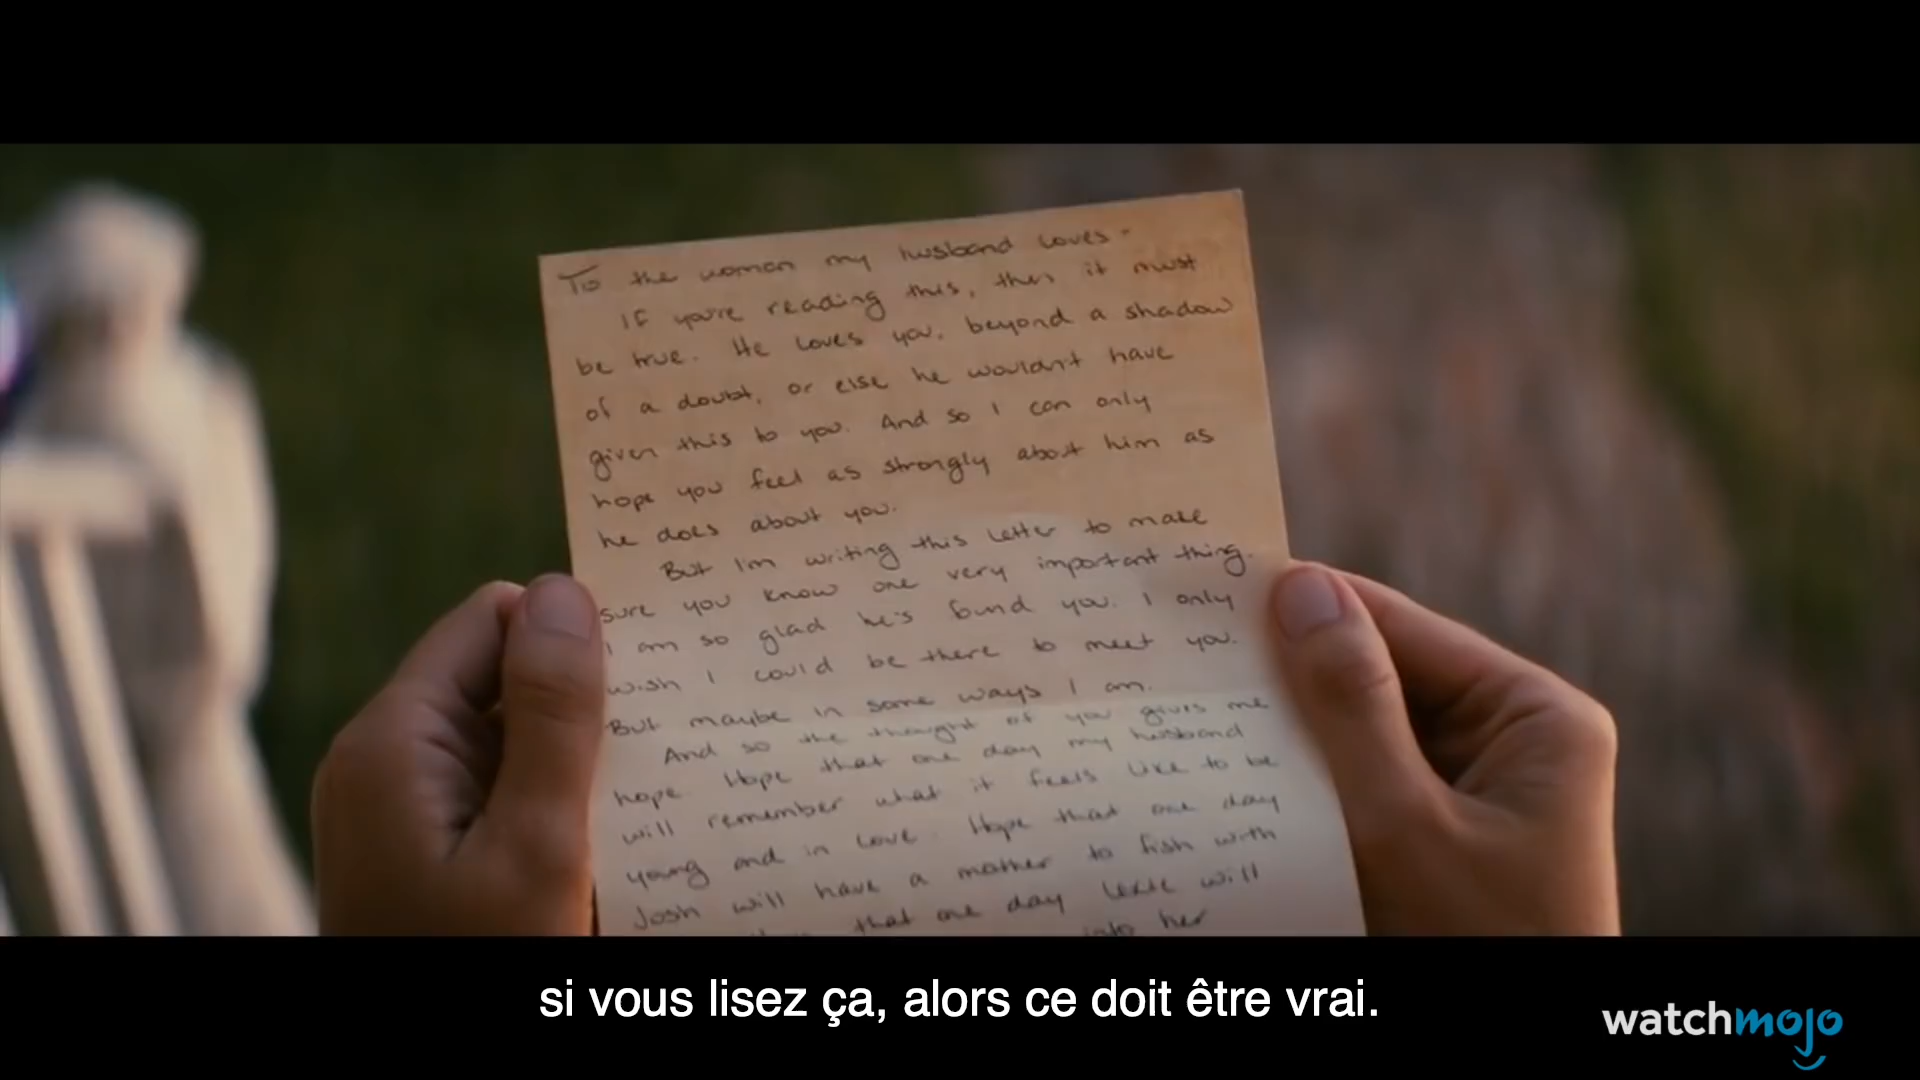 To the woman my husband loves-
If you're reading this, then it must
be true. He loves you, beyond a shadow
of a doubt, or else he wouldn't have
given this to you. And so I can only
hope you feel as strongly about him as
he does about you.
But I'm writing this letter to make
sure you know one very important thing.
I am so glad he's found you. I only
wish I could be there to meet you.
But maybe in some ways I am.
And so the thought of you gives me
hope. Hope that one day my husband
will remember what it feels like to be
young and in love. Hope that one day
Josh will have a mother to fish with
that one day Lexie will
into her
si vous lisez ça, alors ce doit être vrai.
watchmojo